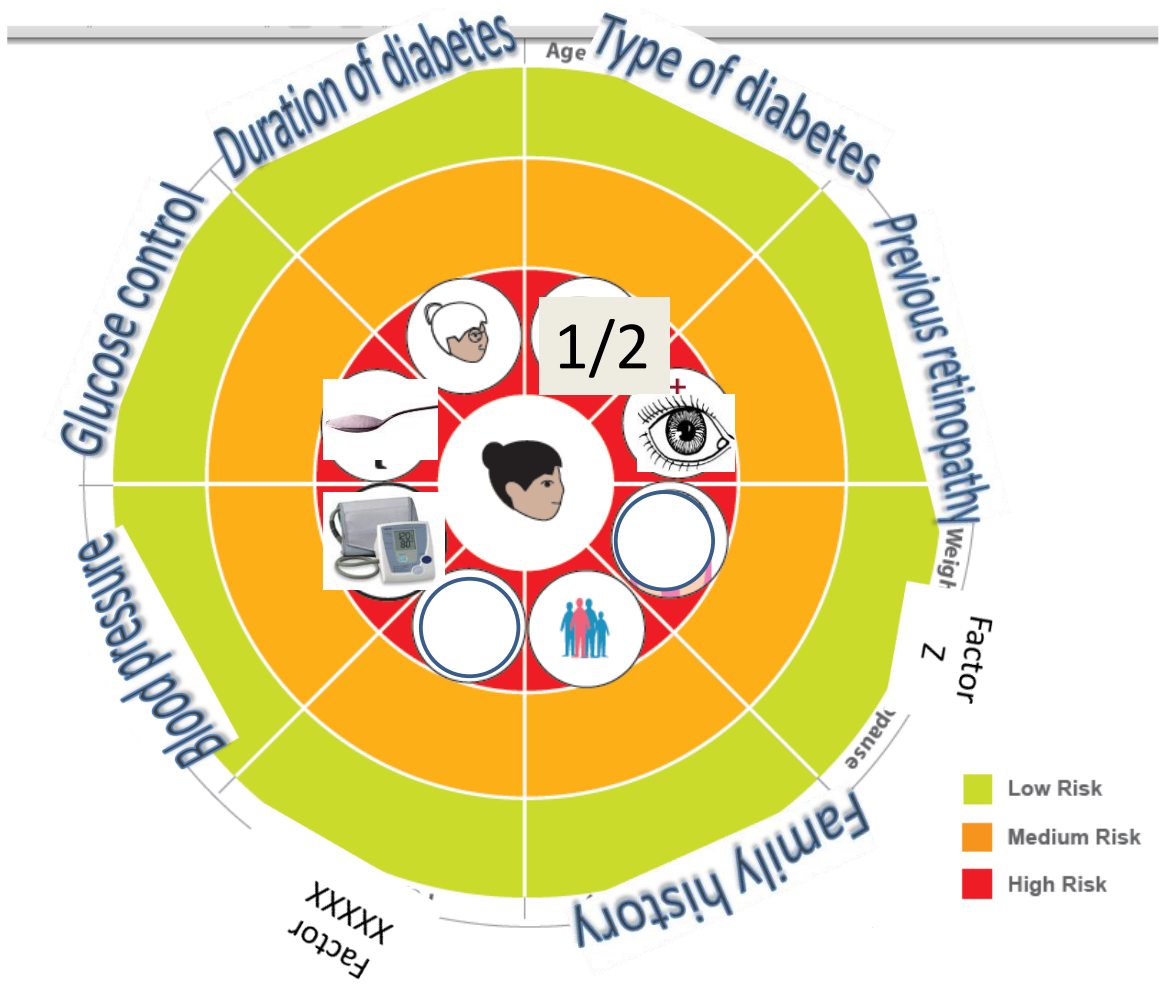 Duration of diabetes
Age
Type of diabetes
Glucose control
Previous retinopathy
1/2
+
Blood pressure
Weigh
Factor
Z
pause
Family history
Factor
XXXXX
Low Risk
Medium Risk
High Risk